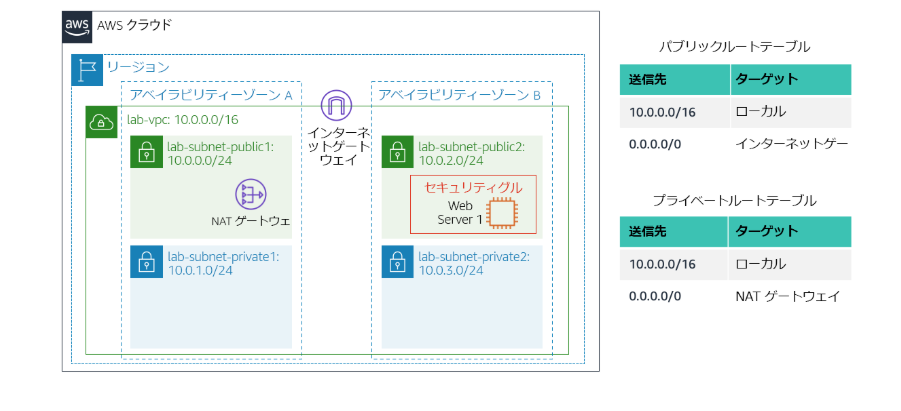 aws
AWS クラウド
リージョン
アベイラビリティーゾーン A
アベイラビリティーゾーン B
lab-vpc: 10.0.0.0/16
インターネ
ットゲート
ウェイ
lab-subnet-public1:
10.0.0.0/24
NAT ゲートウェ
lab-subnet-public2:
10.0.2.0/24
セキュリティグル
Web
Server 1
lab-subnet-private1:
10.0.1.0/24
lab-subnet-private2:
10.0.3.0/24
パブリックルートテーブル
送信先 ターゲット
10.0.0.0/16 ローカル
0.0.0.0/0 インターネットゲー
プライベートルートテーブル
送信先 ターゲット
10.0.0.0/16 ローカル
0.0.0.0/0 NAT ゲートウェイ